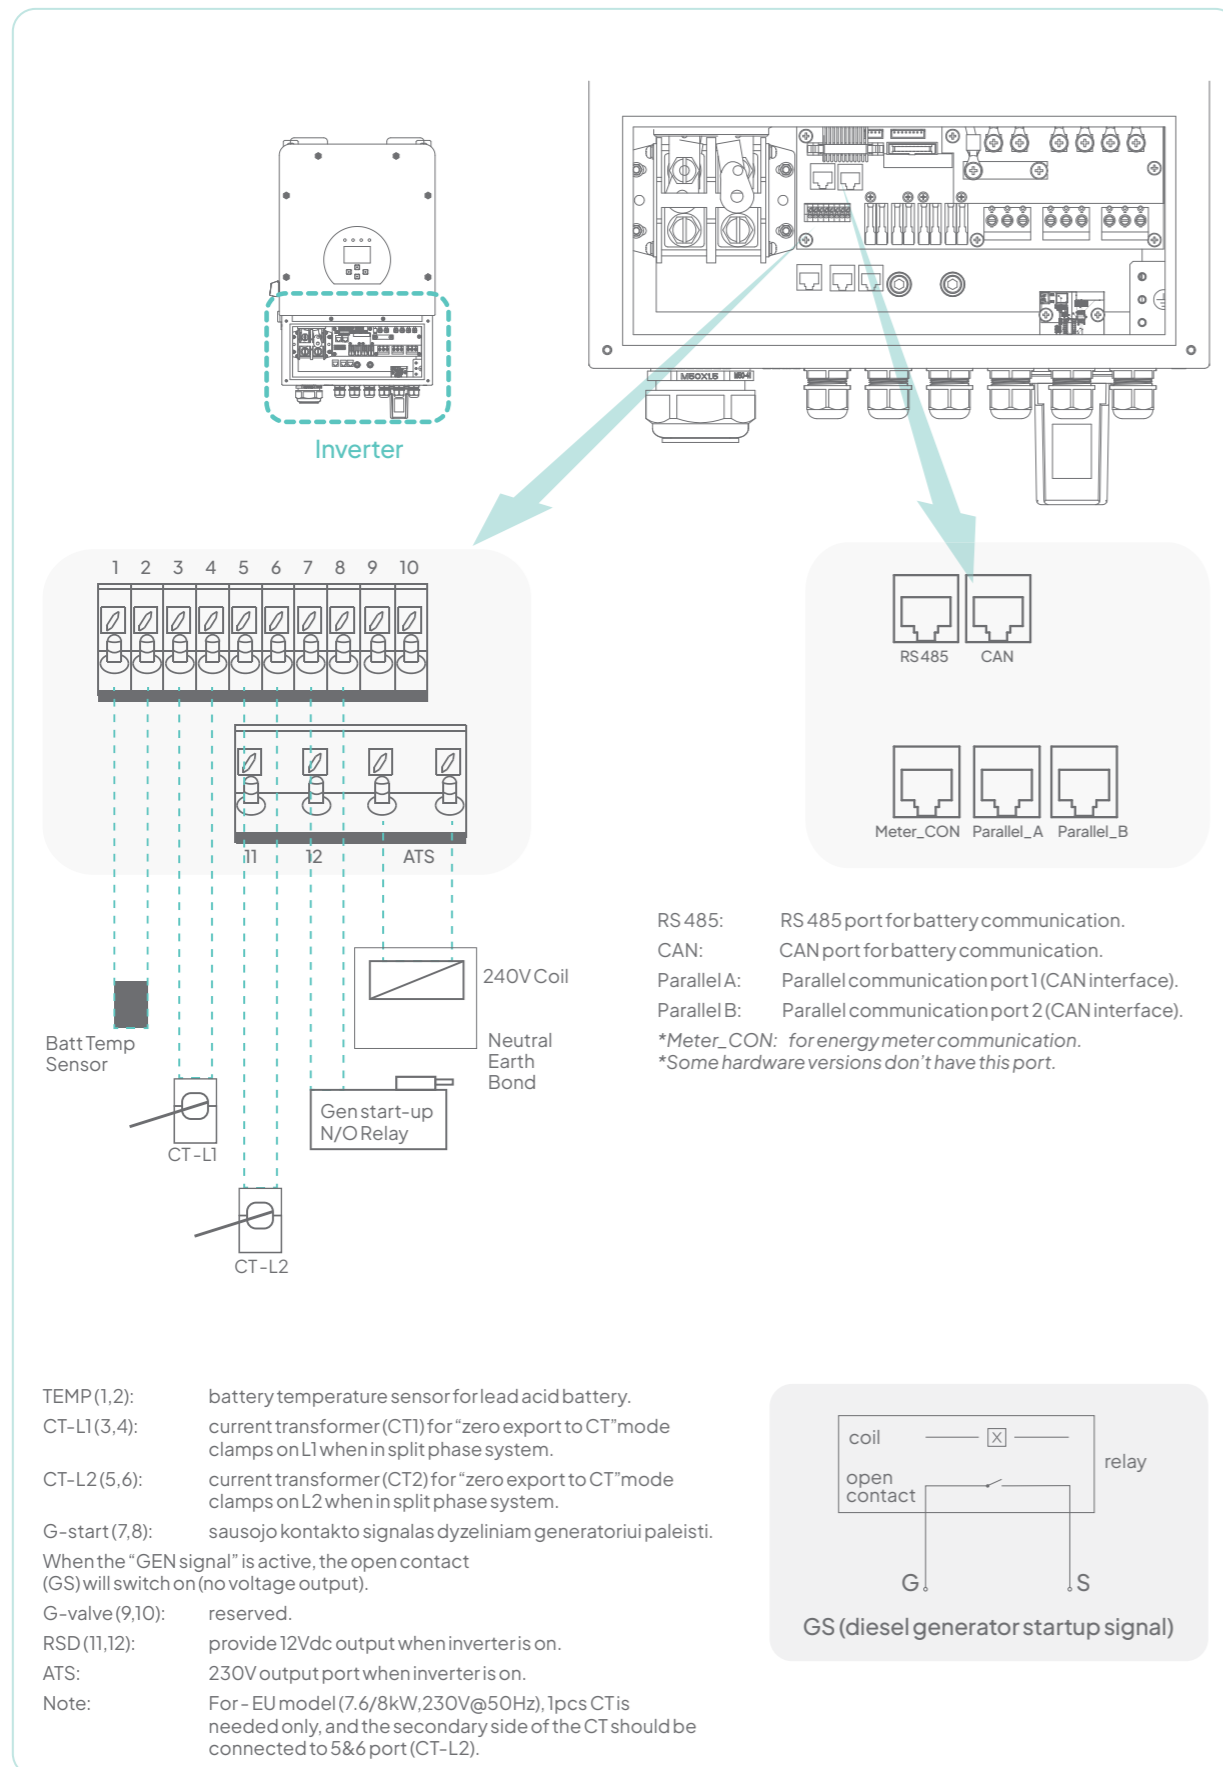 M50X1.5
Inverter
1 2 3 4 5 6 7 8 9 10
11 12 ATS
RS485 CAN
Meter_CON Parallel_A Parallel_B
240V Coil
Neutral
Earth
Bond
Batt Temp
Sensor
Gen start-up
N/O Relay
CT-L1
CT-L2
RS 485: RS 485 port for battery communication.
CAN: CAN port for battery communication.
Parallel A: Parallel communication port 1 (CAN interface).
Parallel B: Parallel communication port 2 (CAN interface).
*Meter_CON: for energy meter communication.
*Some hardware versions don't have this port.
TEMP (1,2): battery temperature sensor for lead acid battery.
CT-L1 (3,4): current transformer (CT1) for “zero export to CT”mode
clamps on L1 when in split phase system.
CT-L2 (5,6): current transformer (CT2) for “zero export to CT”mode
clamps on L2 when in split phase system.
G-start (7,8): sausojo kontakto signalas dyzeliniam generatoriui paleisti.
When the “GEN signal” is active, the open contact
(GS) will switch on (no voltage output).
G-valve (9,10): reserved.
RSD (11,12): provide 12Vdc output when inverter is on.
ATS: 230V output port when inverter is on.
Note: For - EU model (7.6/8kW,230V@50Hz), 1pcs CT is
needed only, and the secondary side of the CT should be
connected to 5&6 port (CT-L2).
coil
relay
open
contact
G S
GS (diesel generator startup signal)